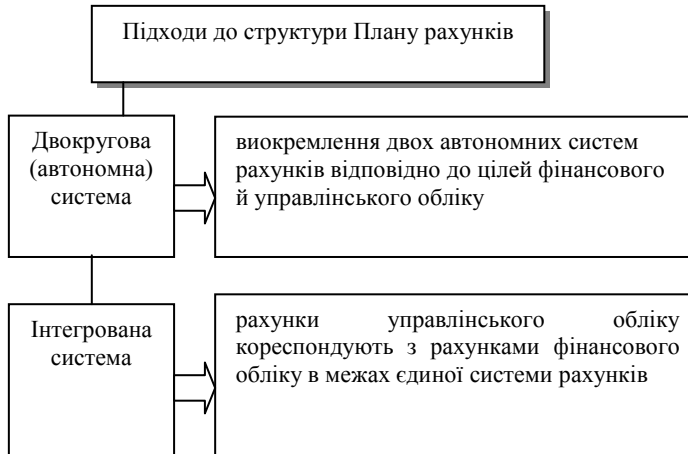 Підходи до структури Плану рахунків
Двокругова
(автономна)
система
виокремлення двох автономних систем
рахунків відповідно до цілей фінансового
й управлінського обліку
Інтегрована
система
рахунки управлінського обліку
кореспондують з рахунками фінансового
обліку в межах єдиної системи рахунків